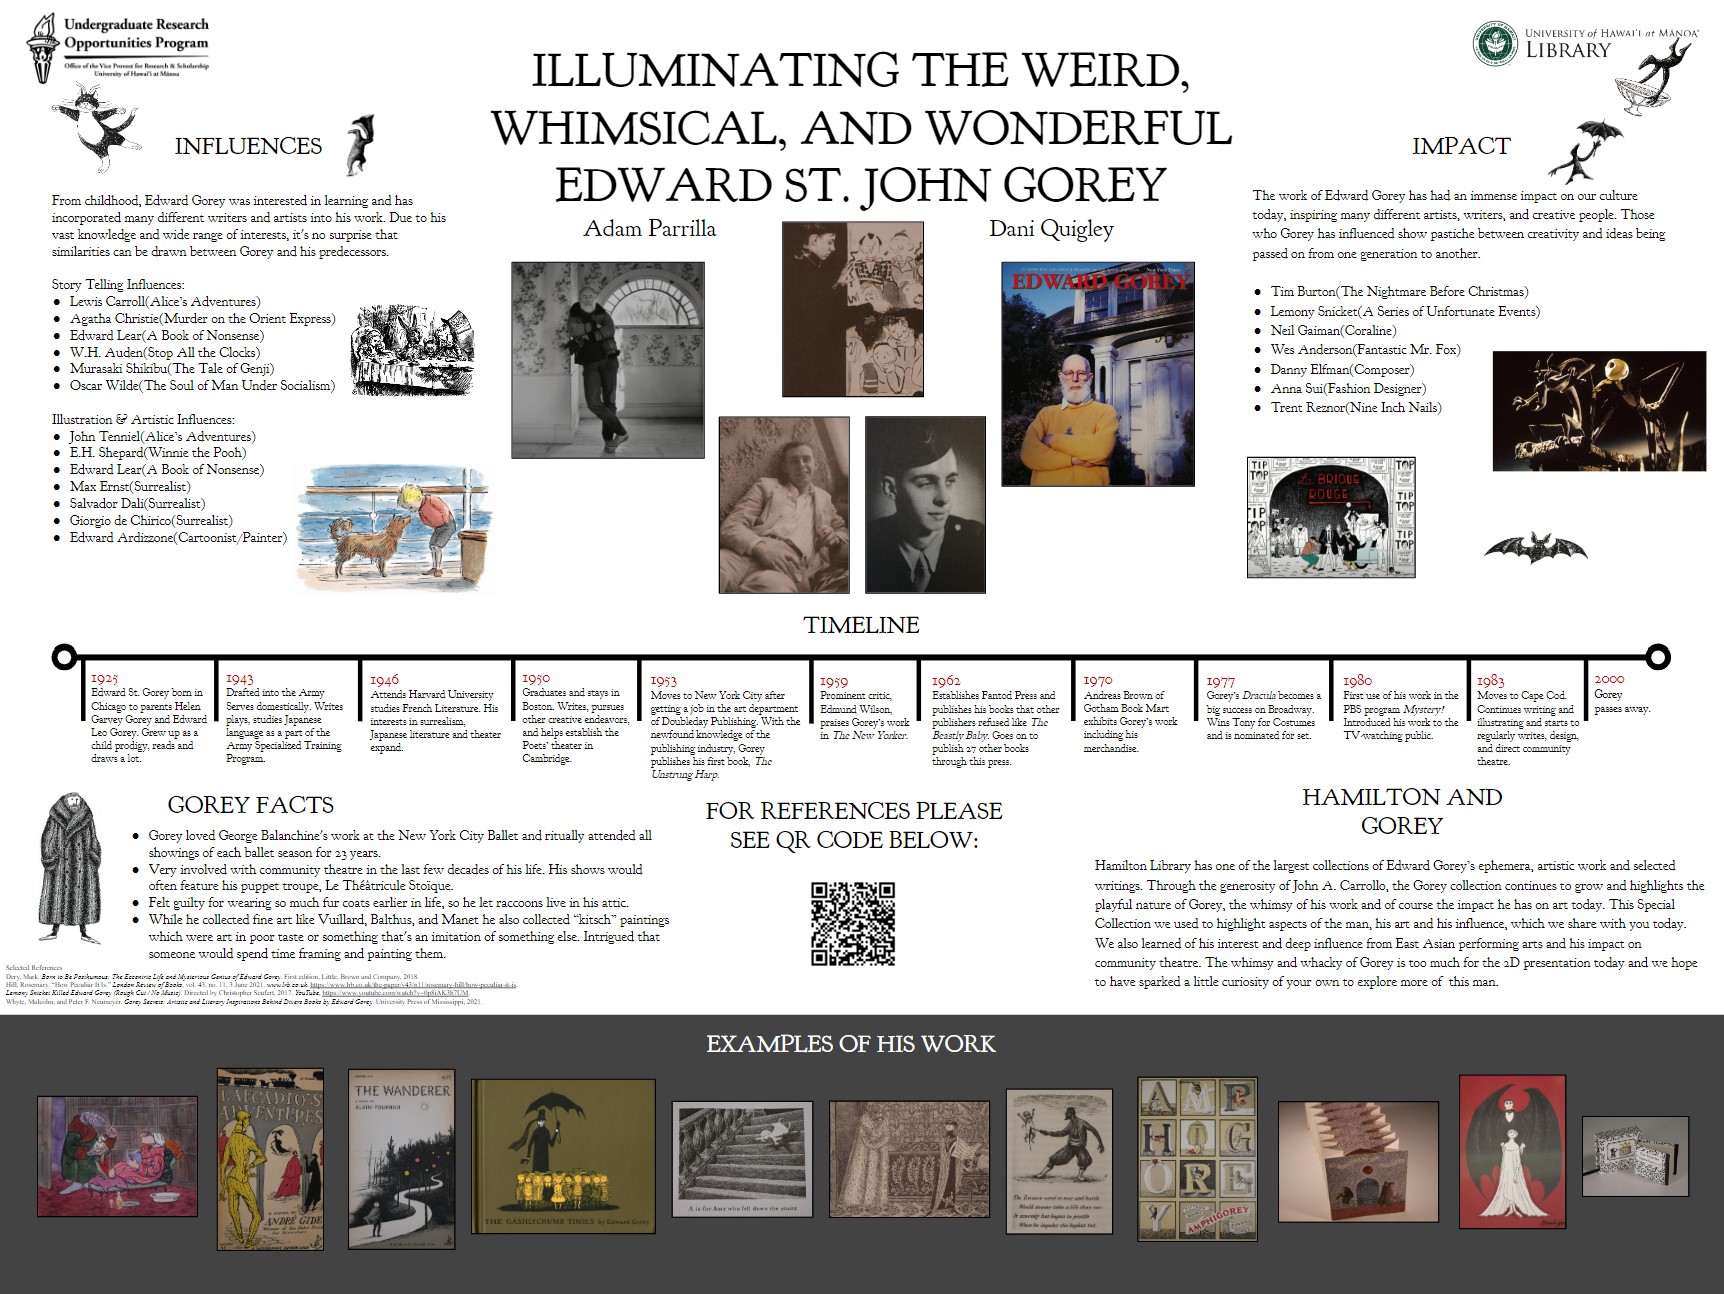 Undergraduate Research
Opportunities Program
Office of the Vice Provost for Research & Scholarship
University of Hawai'i at Mānoa
UNIVERSITY OF HAWAI'I AT MĀNOA
LIBRARY
ILLUMINATING THE WEIRD,
WHIMSICAL, AND WONDERFUL
EDWARD ST. JOHN GOREY
Adam Parrilla
Dani Quigley
INFLUENCES
From childhood, Edward Gorey was interested in learning and has
incorporated many different writers and artists into his work. Due to his
vast knowledge and wide range of interests, it's no surprise that
similarities can be drawn between Gorey and his predecessors.
Story Telling Influences:
● Lewis Carroll(Alice's Adventures)
● Agatha Christie(Murder on the Orient Express)
● Edward Lear(A Book of Nonsense)
● W.H. Auden(Stop All the Clocks)
● Murasaki Shikibu(The Tale of Genji)
● Oscar Wilde(The Soul of Man Under Socialism)
Illustration & Artistic Influences:
● John Tenniel(Alice's Adventures)
● E.H. Shepard(Winnie the Pooh)
● Edward Lear(A Book of Nonsense)
● Max Ernst(Surrealist)
● Salvador Dali(Surrealist)
● Giorgio de Chirico(Surrealist)
● Edward Ardizzone(Cartoonist/Painter)
EDWARD GOREY
IMPACT
The work of Edward Gorey has had an immense impact on our culture
today, inspiring many different artists, writers, and creative people. Those
who Gorey has influenced show pastiche between creativity and ideas being
passed on from one generation to another.
● Tim Burton(The Nightmare Before Christmas)
● Lemony Snicket(A Series of Unfortunate Events)
● Neil Gaiman(Coraline)
● Wes Anderson(Fantastic Mr. Fox)
● Danny Elfman(Composer)
● Anna Sui(Fashion Designer)
● Trent Reznor(Nine Inch Nails)
TIP
TOP
La BRIQUE
ROUGE
TIP
TOP
TIP
TOP
TIP
TOP
TIMELINE
1925
Edward St. Gorey born in
Chicago to parents Helen
Garvey Gorey and Edward
Leo Gorey. Grew up as a
child prodigy, reads and
draws a lot.
1943
Drafted into the Army
Serves domestically. Writes
plays, studies Japanese
language as a part of the
Army Specialized Training
Program.
1946
Attends Harvard University
studies French Literature. His
interests in surrealism,
Japanese literature and theater
expand.
1950
Graduates and stays in
Boston. Writes, pursues
other creative endeavors,
and helps establish the
Poets' theater in
Cambridge.
1953
Moves to New York City after
getting a job in the art department
of Doubleday Publishing. With the
newfound knowledge of the
publishing industry, Gorey
publishes his first book, The
Unstrung Harp.
1959
Prominent critic,
Edmund Wilson,
praises Gorey's work
in The New Yorker.
1962
Establishes Fantod Press and
publishes his books that other
publishers refused like The
Beastly Baby. Goes on to
publish 27 other books
through this press.
1970
Andreas Brown of
Gotham Book Mart
exhibits Gorey's work
including his
merchandise.
1977
Gorey's Dracula becomes a
big success on Broadway.
Wins Tony for Costumes
and is nominated for set.
1980
First use of his work in the
PBS program Mystery!
Introduced his work to the
TV-watching public.
1983
Moves to Cape Cod.
Continues writing and
illustrating and starts to
regularly writes, design,
and direct community
theatre.
2000
Gorey
passes away.
GOREY FACTS
● Gorey loved George Balanchine's work at the New York City Ballet and ritually attended all
showings of each ballet season for 23 years.
● Very involved with community theatre in the last few decades of his life. His shows would
often feature his puppet troupe, Le Théâtricule Stoïque.
● Felt guilty for wearing so much fur coats earlier in life, so he let raccoons live in his attic.
● While he collected fine art like Vuillard, Balthus, and Manet he also collected “kitsch” paintings
which were art in poor taste or something that's an imitation of something else. Intrigued that
someone would spend time framing and painting them.
Selected References
Dery, Mark. Born to Be Posthumous: The Eccentric Life and Mysterious Genius of Edward Gorey. First edition, Little, Brown and Company, 2018.
Hill, Rosemary. “How Peculiar It Is.” London Review of Books, vol. 43, no. 11, 3 June 2021. www.lrb.co.uk, https://www.lrb.co.uk/the-paper/v43/n11/rosemary-hill/how-peculiar-it-is.
Lemony Snicket Killed Edward Gorey (Rough Cut / No Music). Directed by Christopher Seufert, 2017. YouTube,
Whyte, Malcolm, and Peter F. Neumeyer. Gorey Secrets: Artistic and Literary Inspirations Behind Divers Books by Edward Gorey. University Press of Mississippi, 2021.
FOR REFERENCES PLEASE
SEE QR CODE BELOW:
HAMILTON AND
GOREY
Hamilton Library has one of the largest collections of Edward Gorey's ephemera, artistic work and selected
writings. Through the generosity of John A. Carrollo, the Gorey collection continues to grow and highlights the
playful nature of Gorey, the whimsy of his work and of course the impact he has on art today. This Special
Collection we used to highlight aspects of the man, his art and his influence, which we share with you today.
We also learned of his interest and deep influence from East Asian performing arts and his impact on
community theatre. The whimsy and whacky of Gorey is too much for the 2D presentation today and we hope
to have sparked a little curiosity of your own to explore more of this man.
EXAMPLES OF HIS WORK
LAFCADIO'S
ADVENTURES
A NOVEL BY
ANDRÉ GIDE
THE WANDERER
ALAIN-FOURNIER
THE GASHLYCRUMB TINIES by Edward Gorey
A is for Amy who fell down the stairs
AMP
HIG
ORE
Y
AMPHIGOREY